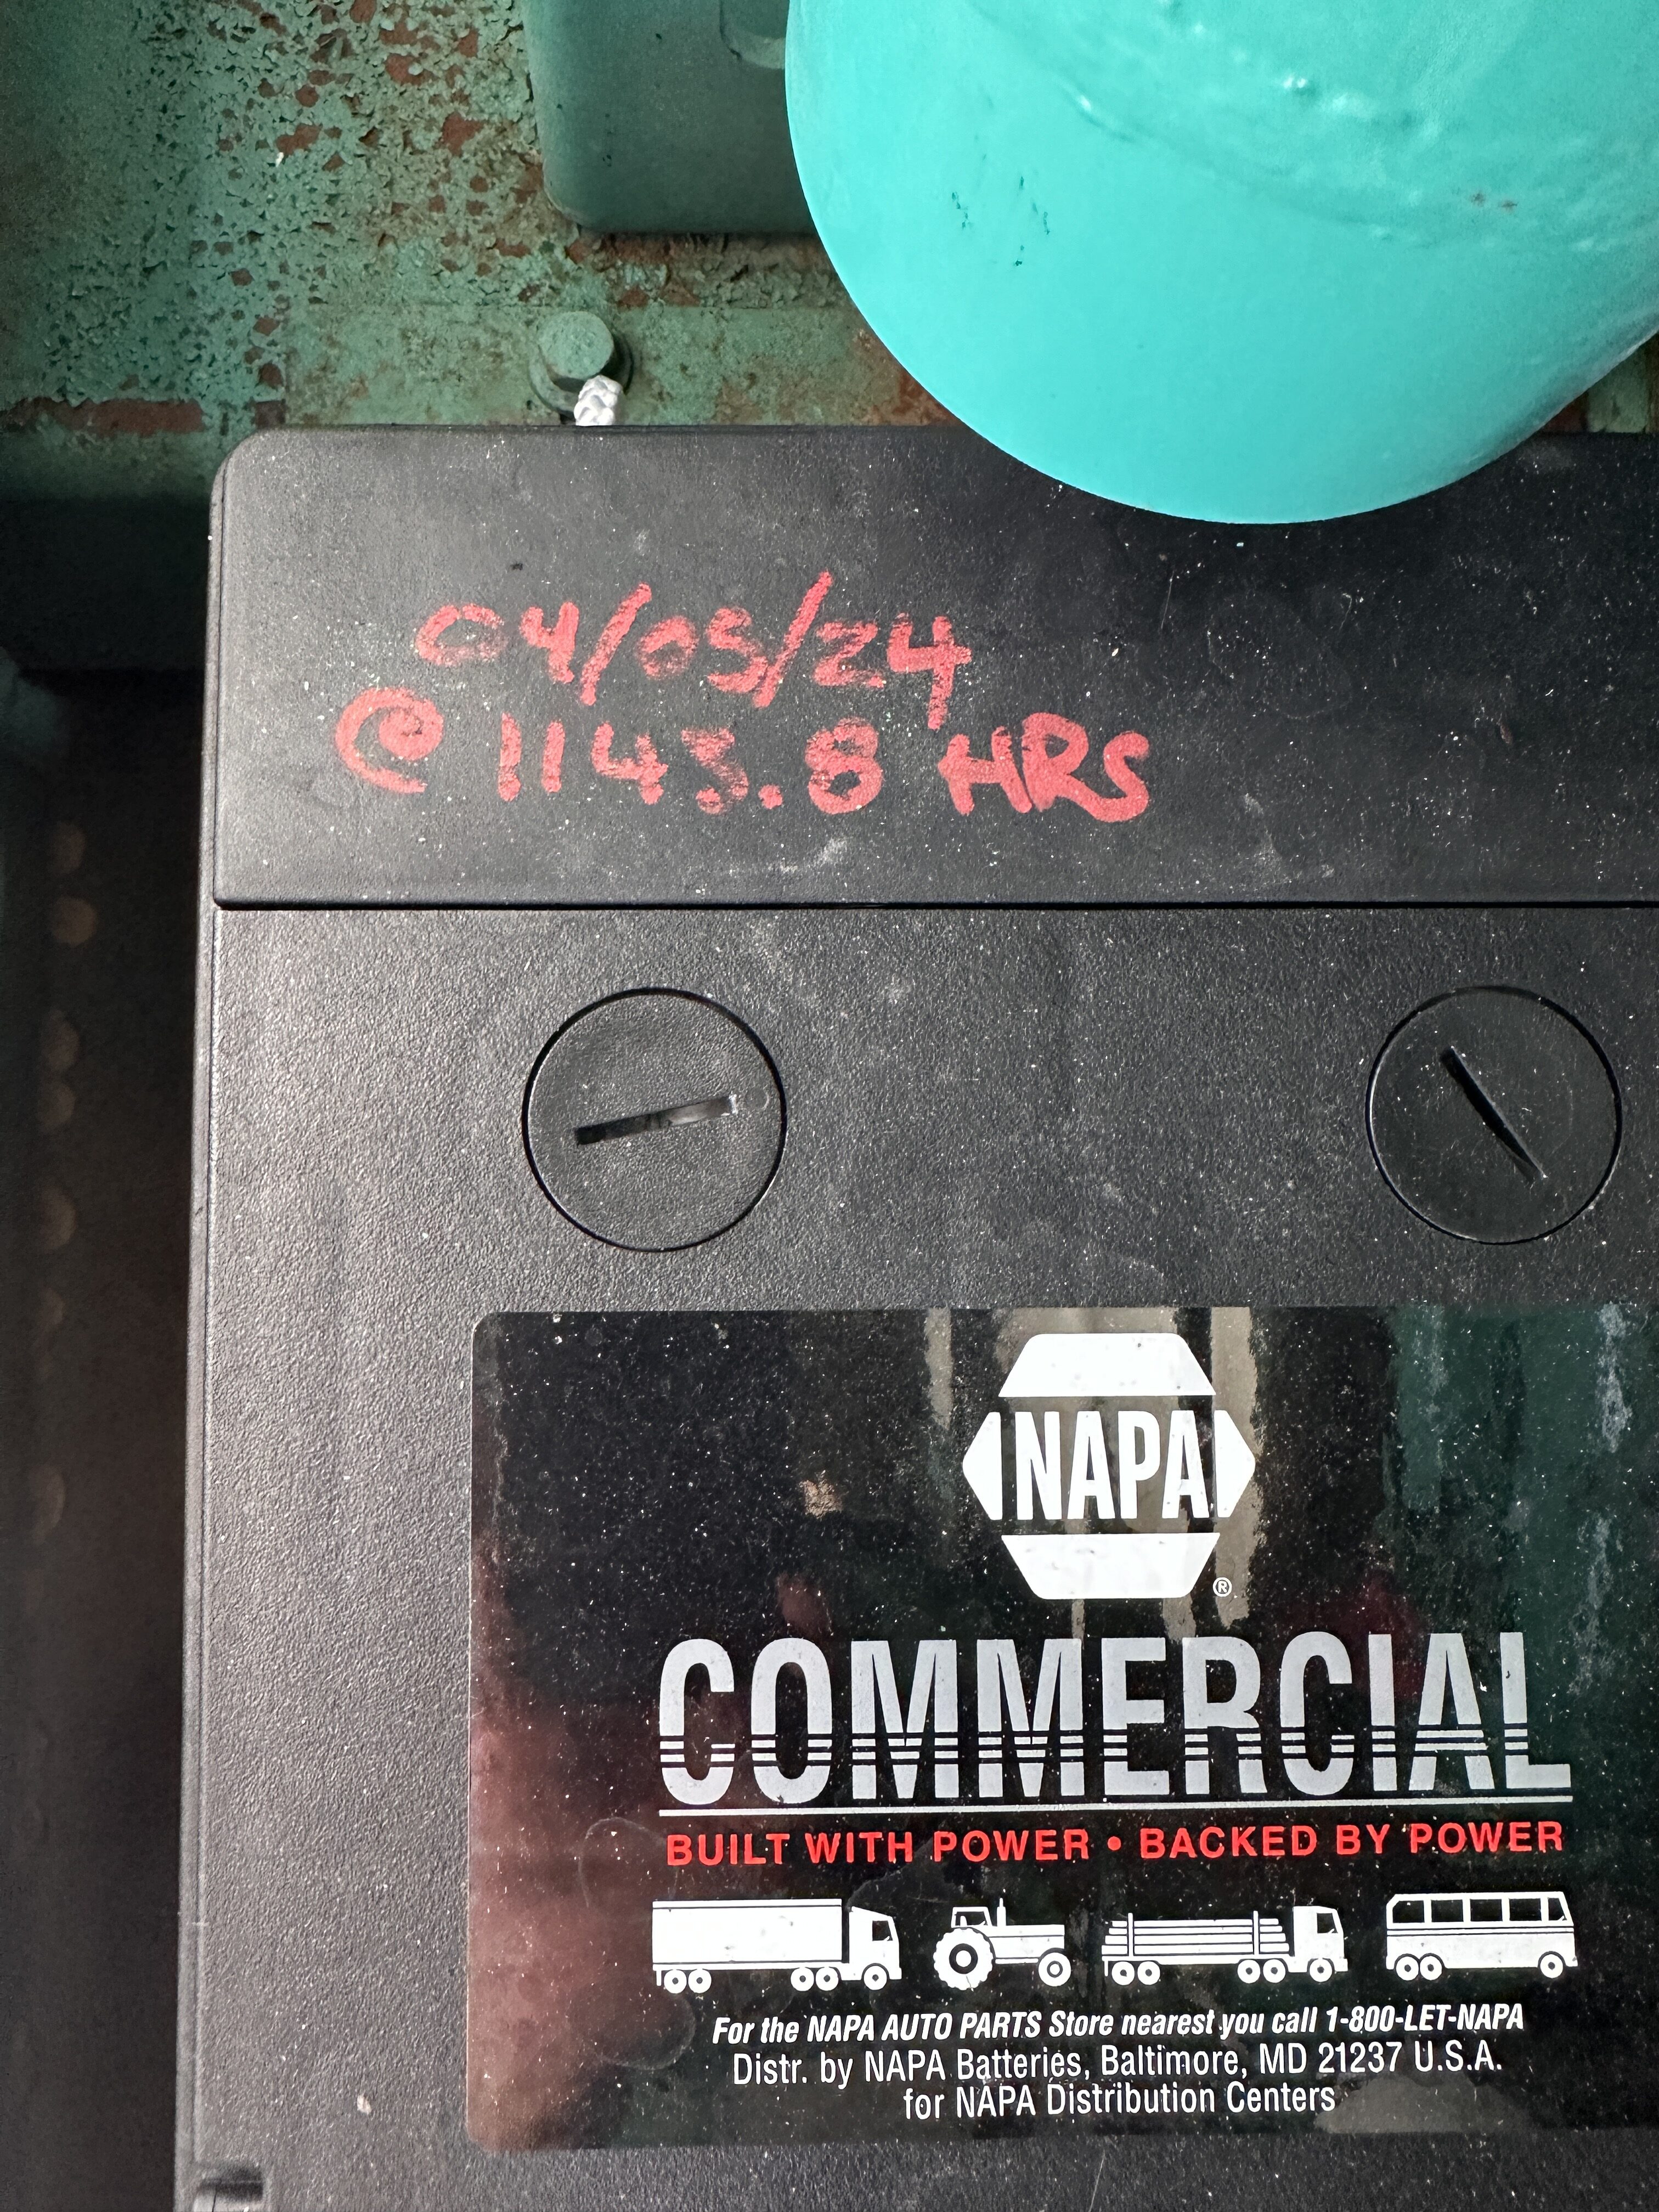 04/05/24
@ 1143.8 HRS
NAPA
®
COMMERCIAL
BUILT WITH POWER • BACKED BY POWER
For the NAPA AUTO PARTS Store nearest you call 1-800-LET-NAPA
Distr. by NAPA Batteries, Baltimore, MD 21237 U.S.A.
for NAPA Distribution Centers